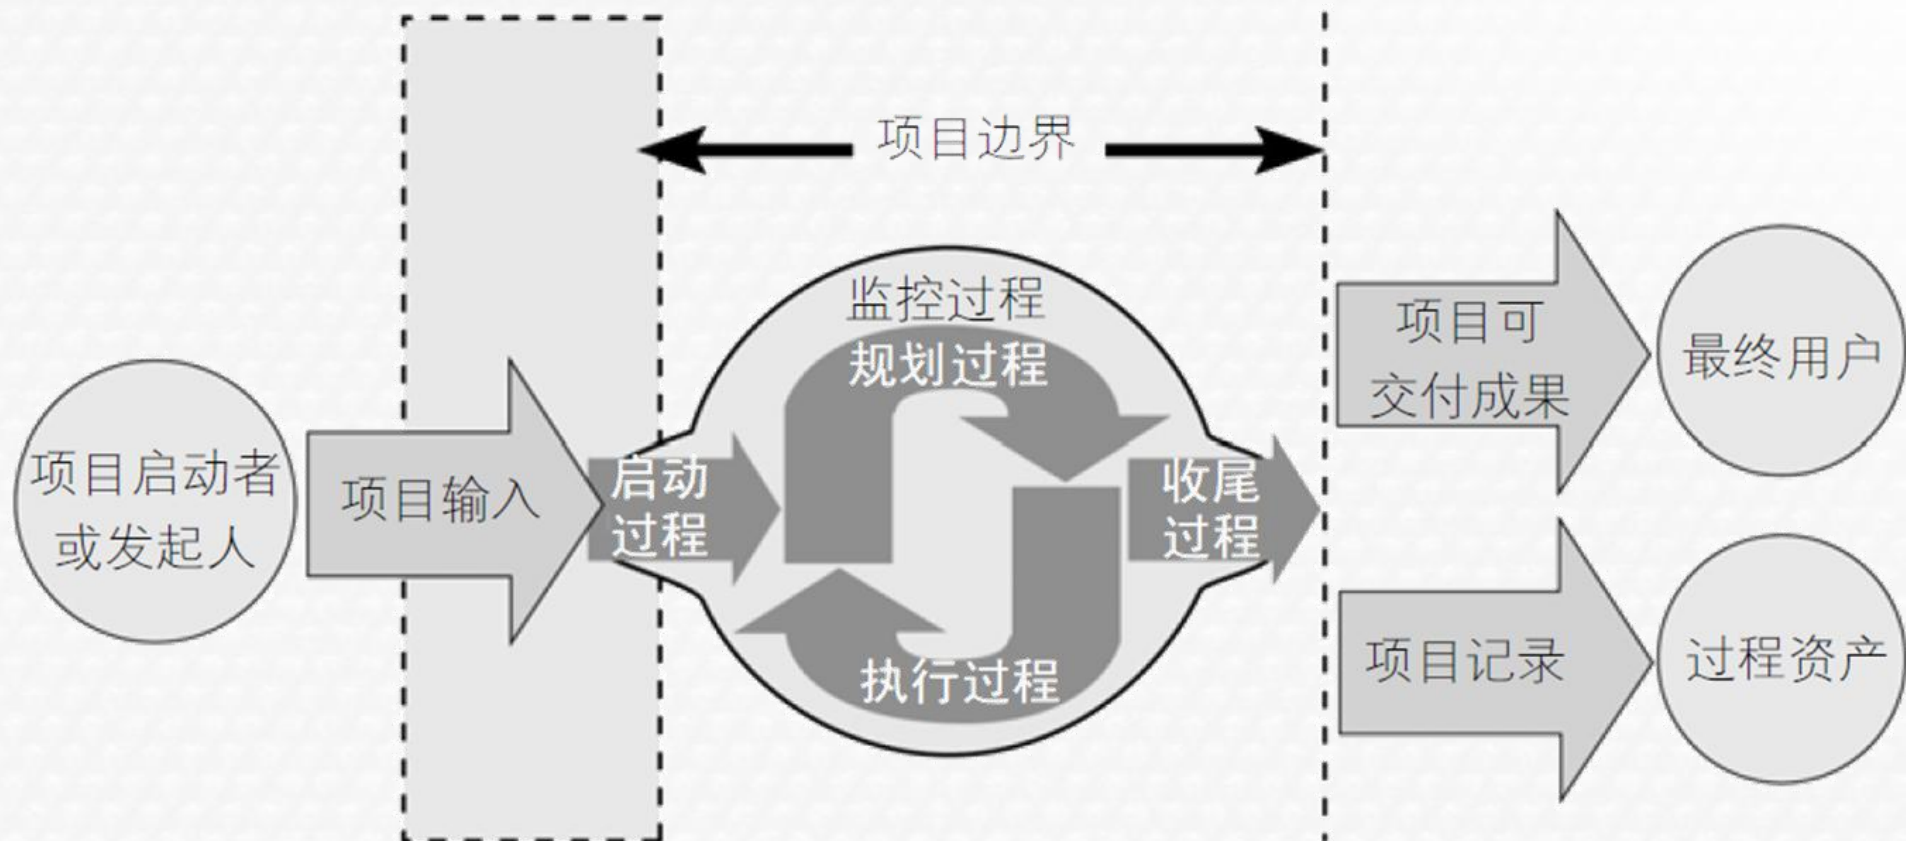 项目边界
监控过程
规划过程
项目启动者
或发起人
项目输入
启动
过程
收尾
过程
执行过程
项目可
交付成果
最终用户
项目记录
过程资产